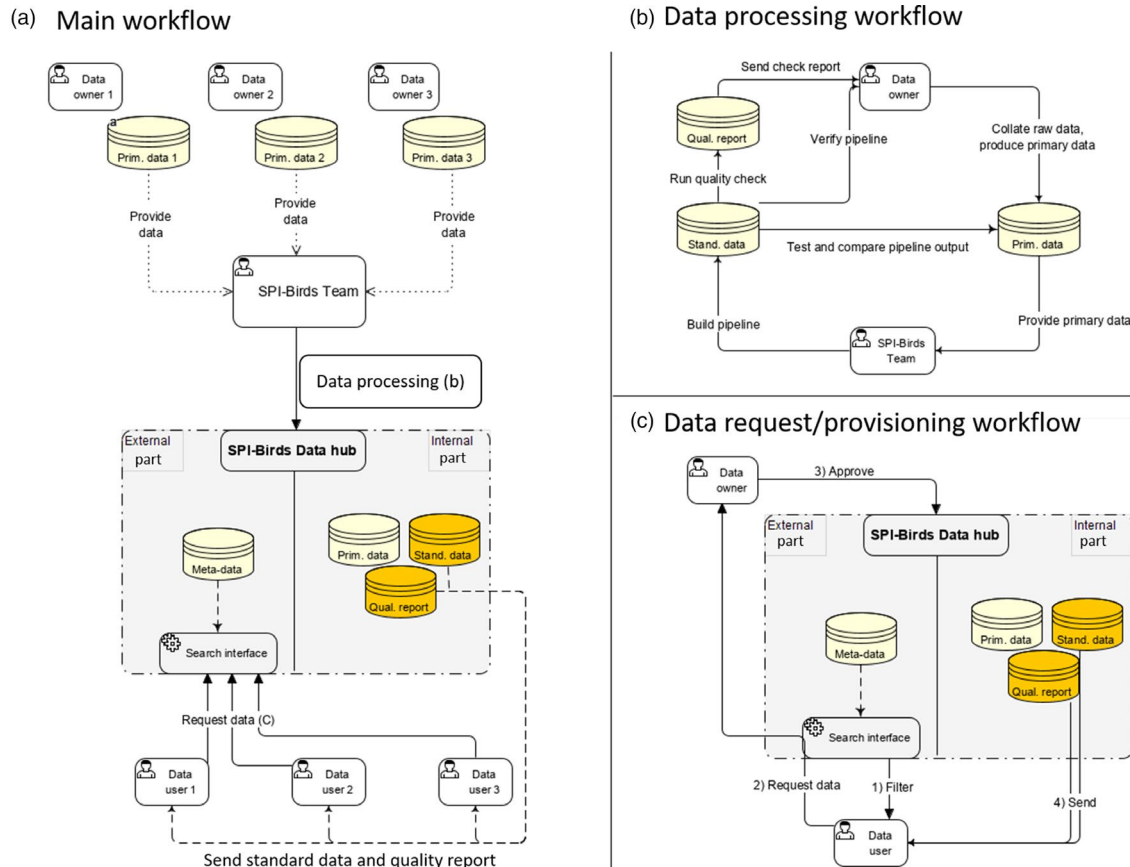 (a) Main workflow
Data
owner 1
Data
owner 2
Data
owner 3
a
Prim. data 1
Prim. data 2
Prim. data 3
Provide
data
Provide
data
Provide
data
SPI-Birds Team
Data processing (b)
External
part
SPI-Birds Data hub
Internal
part
Meta-data
Prim. data
Stand. data
Qual. report
Search interface
Request data (C)
Data
user 1
Data
user 2
Data
user 3
Send standard data and quality report
(b) Data processing workflow
Send check report
Data
owner
Qual. report
Verify pipeline
Collate raw data,
produce primary data
Run quality check
Stand. data
Test and compare pipeline output
Prim. data
Build pipeline
Provide primary data
SPI-Birds
Team
(c) Data request/provisioning workflow
Data
owner
3) Approve
External
part
SPI-Birds Data hub
Internal
part
Prim. data
Stand. data
Meta-data
Qual. report
Search interface
2) Request data
1) Filter
4) Send
Data
user